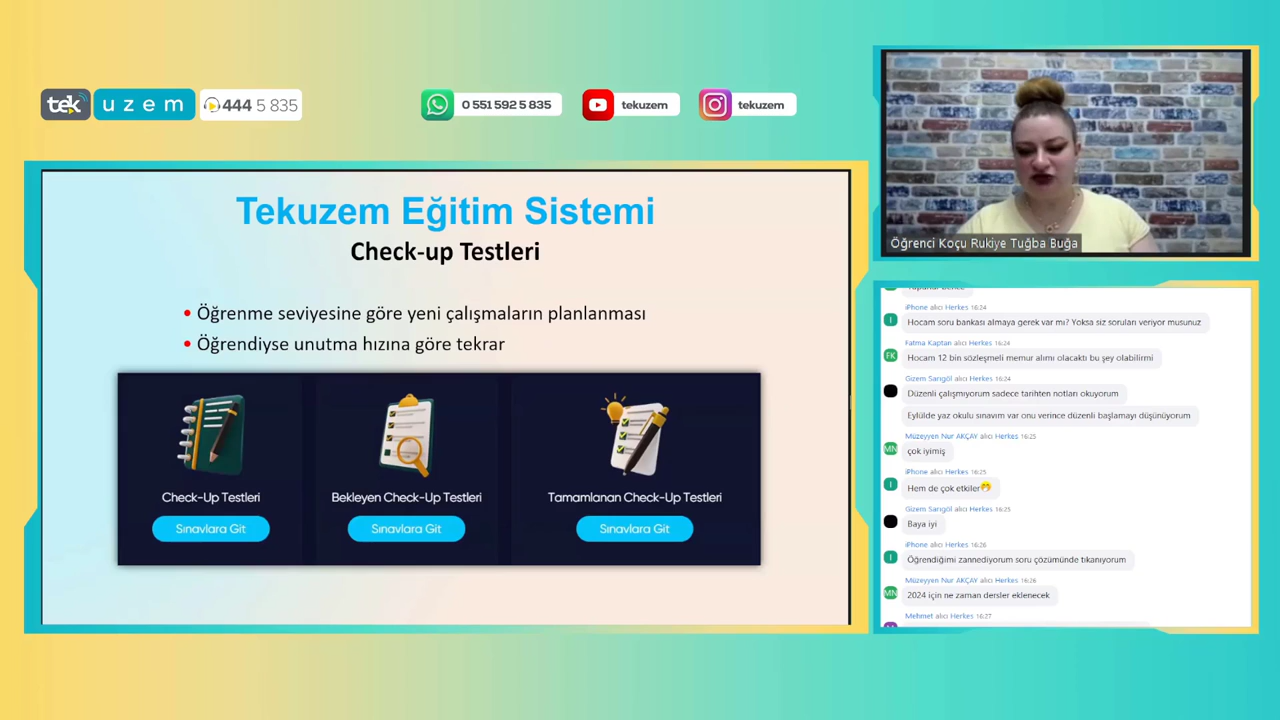 tek uzem 444 5 835
0 551 592 5 835
tekuzem
tekuzem
Tekuzem Eğitim Sistemi
Check-up Testleri
• Öğrenme seviyesine göre yeni çalışmaların planlanması
• Öğrendiyse unutma hızına göre tekrar
Check-Up Testleri
Sınavlara Git
Bekleyen Check-Up Testleri
Sınavlara Git
Tamamlanan Check-Up Testleri
Sınavlara Git
Öğrenci Koçu Rukiye Tuğba Buğa
iPhone alıcı Herkes 16:24
I
Hocam soru bankası almaya gerek var mı? Yoksa siz soruları veriyor musunuz
Fatma Kaptan alıcı Herkes 16:24
FK
Hocam 12 bin sözleşmeli memur alımı olacaktı bu şey olabilirmi
Gizem Sarıgöl alıcı Herkes 16:24
Düzenli çalışmıyorum sadece tarihten notları okuyorum
Eylülde yaz okulu sınavım var onu verince düzenli başlamayı düşünüyorum
Müzeyyen Nur AKÇAY alıcı Herkes 16:25
MN
çok iyimiş
iPhone alıcı Herkes 16:25
I
Hem de çok etkiler🤭
Gizem Sarıgöl alıcı Herkes 16:25
Baya iyi
iPhone alıcı Herkes 16:26
I
Öğrendiğimi zannediyorum soru çözümünde tıkanıyorum
Müzeyyen Nur AKÇAY alıcı Herkes 16:26
MN
2024 için ne zaman dersler eklenecek
Mehmet alıcı Herkes 16:27